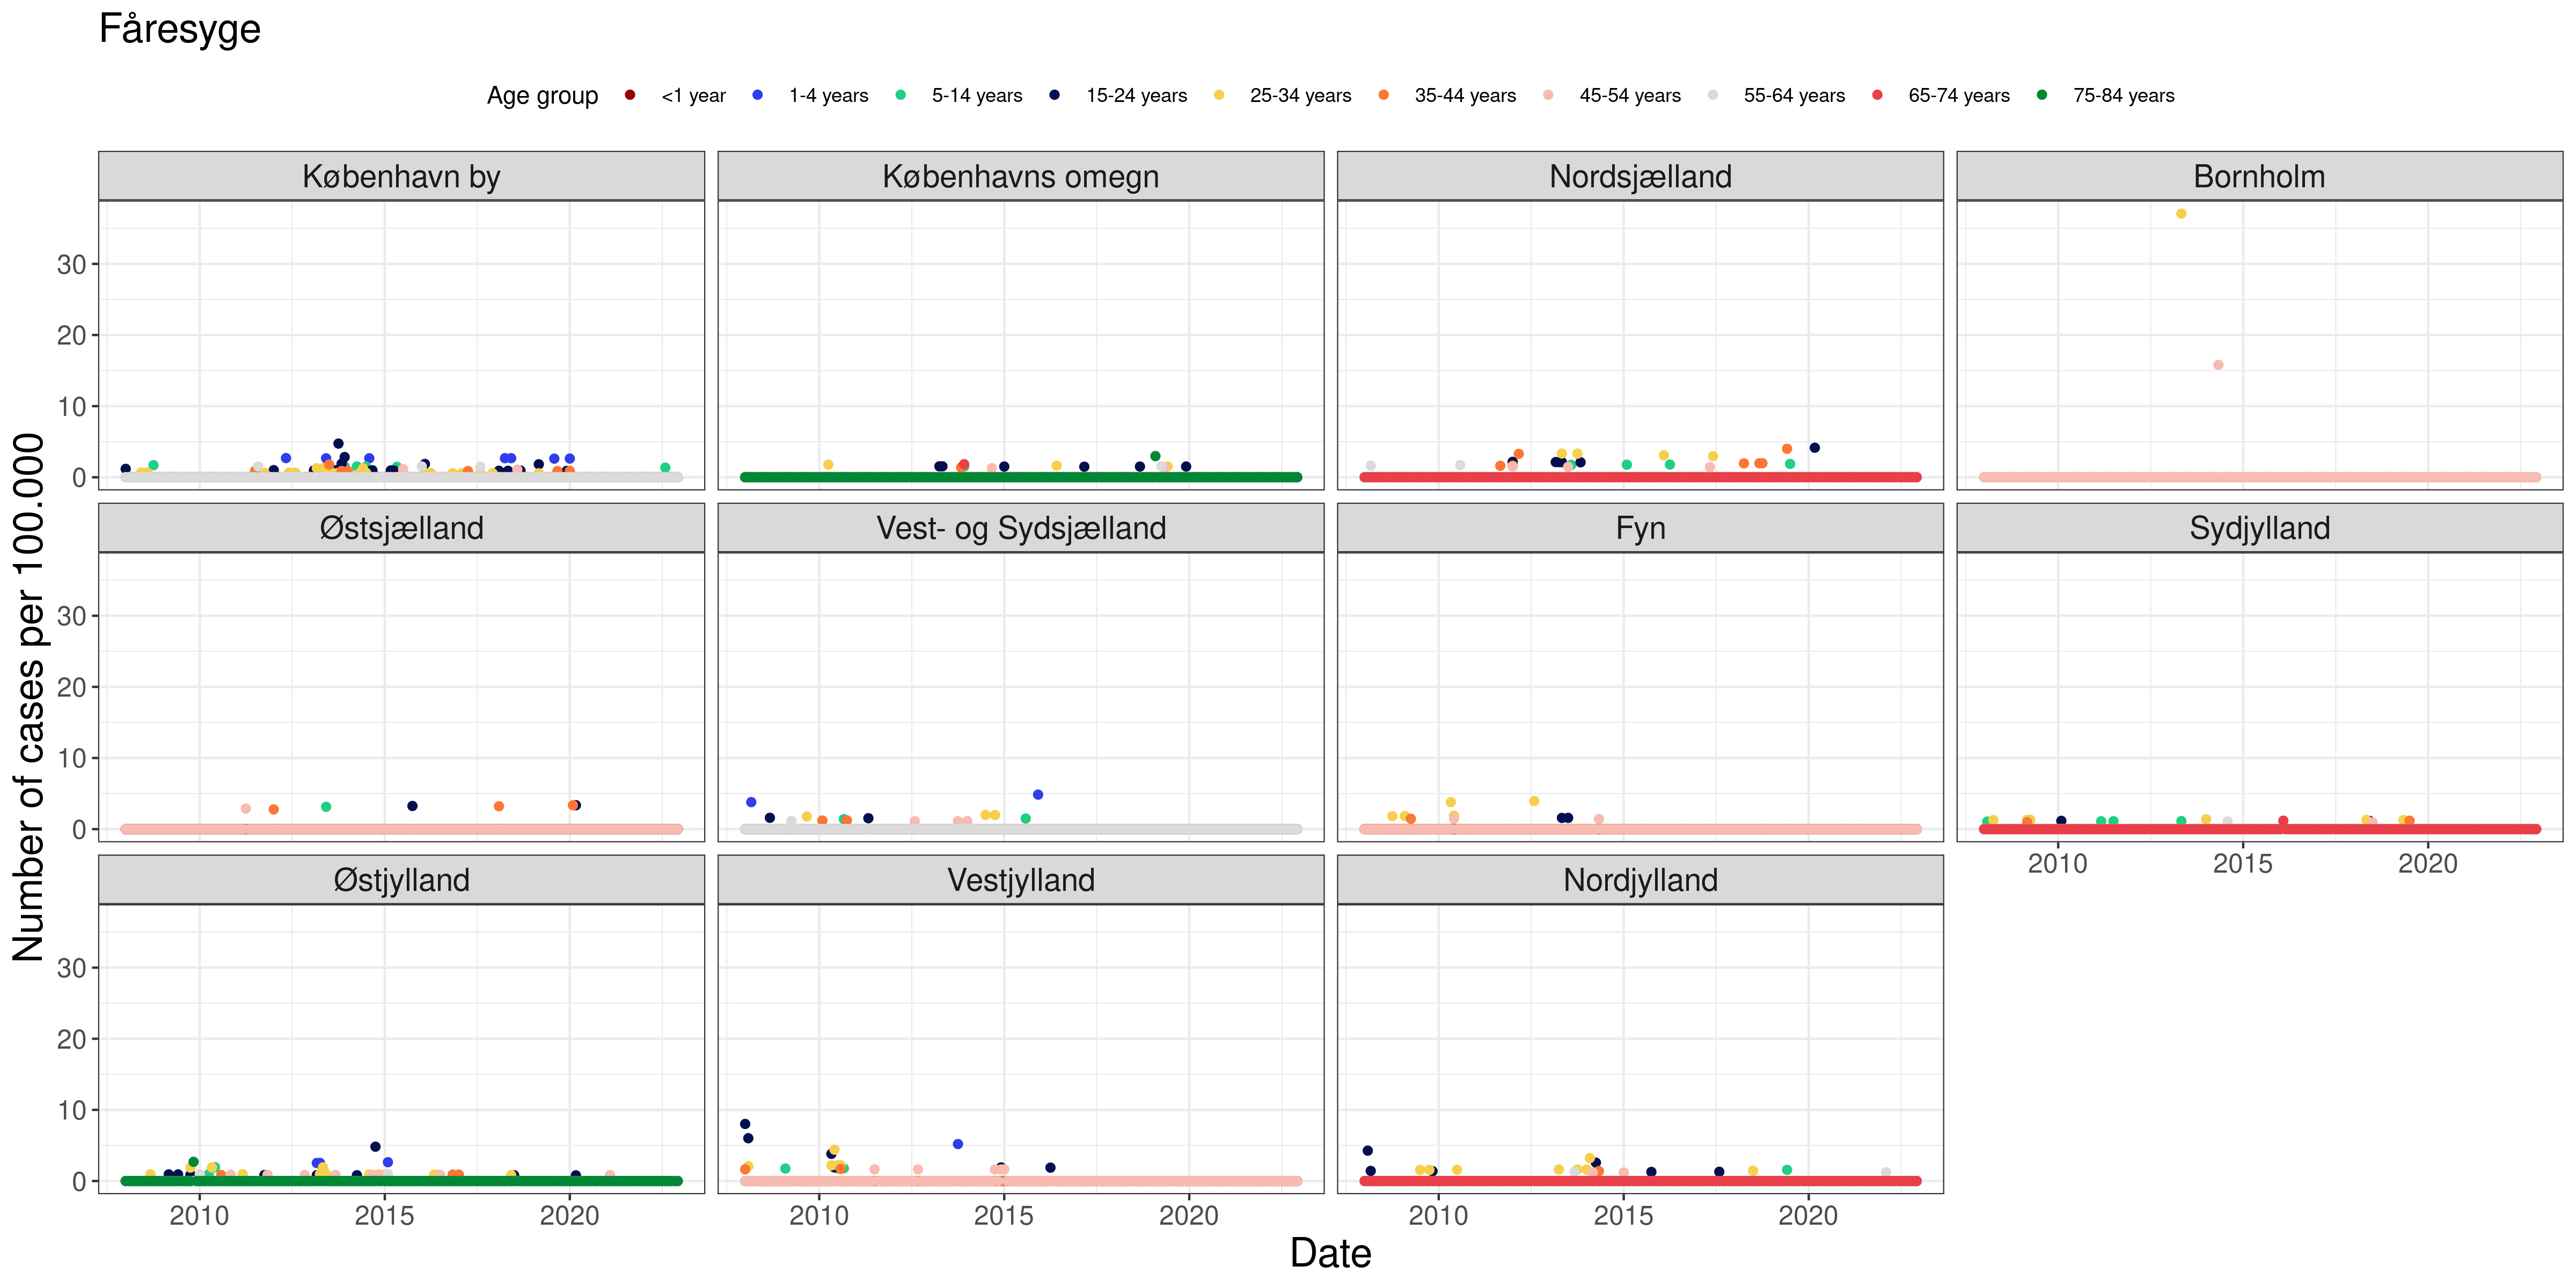 Fåresyge
Age group <1 year 1-4 years 5-14 years 15-24 years 25-34 years 35-44 years 45-54 years 55-64 years 65-74 years 75-84 years
København by Københavns omegn Nordsjælland Bornholm
30
20
10
0
Østsjælland Vest- og Sydsjælland Fyn Sydjylland
30
20
10
0
2010 2015 2020
Østjylland Vestjylland Nordjylland
30
20
10
0
2010 2015 2020 2010 2015 2020 2010 2015 2020
Number of cases per 100.000
Date